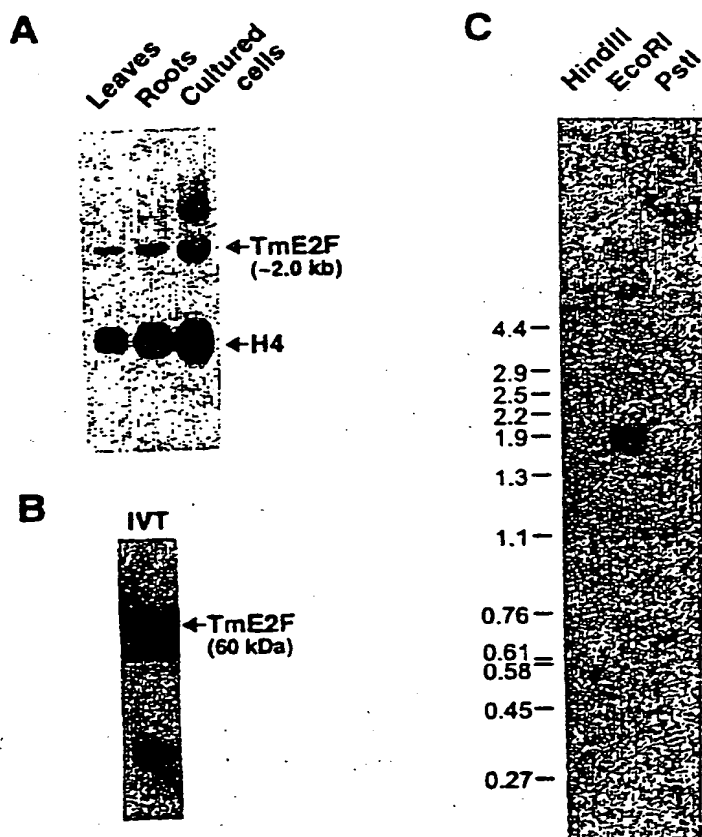 A
Leaves
Roots
Cultured
cells
TmE2F
(~2.0 kb)
H4
B
IVT
TmE2F
(60 kDa)
C
HindIII
EcoRI
PstI
4.4
2.9
2.5
2.2
1.9
1.3
1.1
0.76
0.61
0.58
0.45
0.27